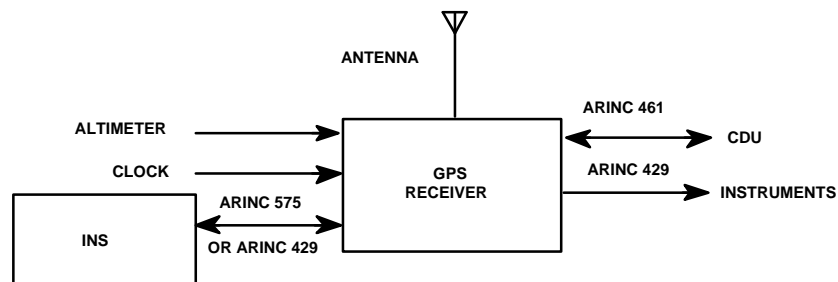 ANTENNA
ARINC 461
ALTIMETER
CDU
CLOCK
GPS
RECEIVER
ARINC 429
INSTRUMENTS
ARINC 575
INS
OR ARINC 429